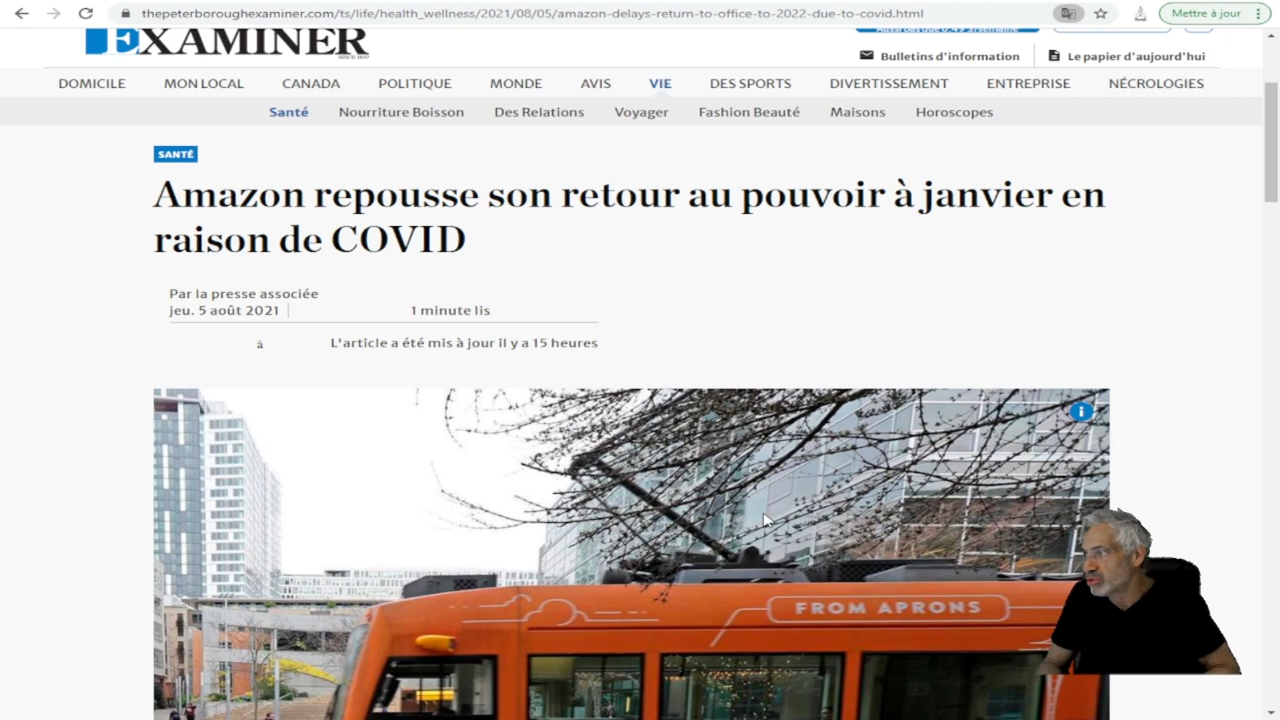 thepeterboroughexaminer.com/ts/life/health_wellness/2021/08/05/amazon-delays-return-to-office-to-2022-due-to-covid.html
Mettre à jour
EXAMINER
Bulletins d'information
Le papier d'aujourd'hui
DOMICILE MON LOCAL CANADA POLITIQUE MONDE AVIS VIE DES SPORTS DIVERTISSEMENT ENTREPRISE NÉCROLOGIES
Santé Nourriture Boisson Des Relations Voyager Fashion Beauté Maisons Horoscopes
SANTÉ
Amazon repousse son retour au pouvoir à janvier en
raison de COVID
Par la presse associée
jeu. 5 août 2021 1 minute lis
à L'article a été mis à jour il y a 15 heures
i
FROM APRONS